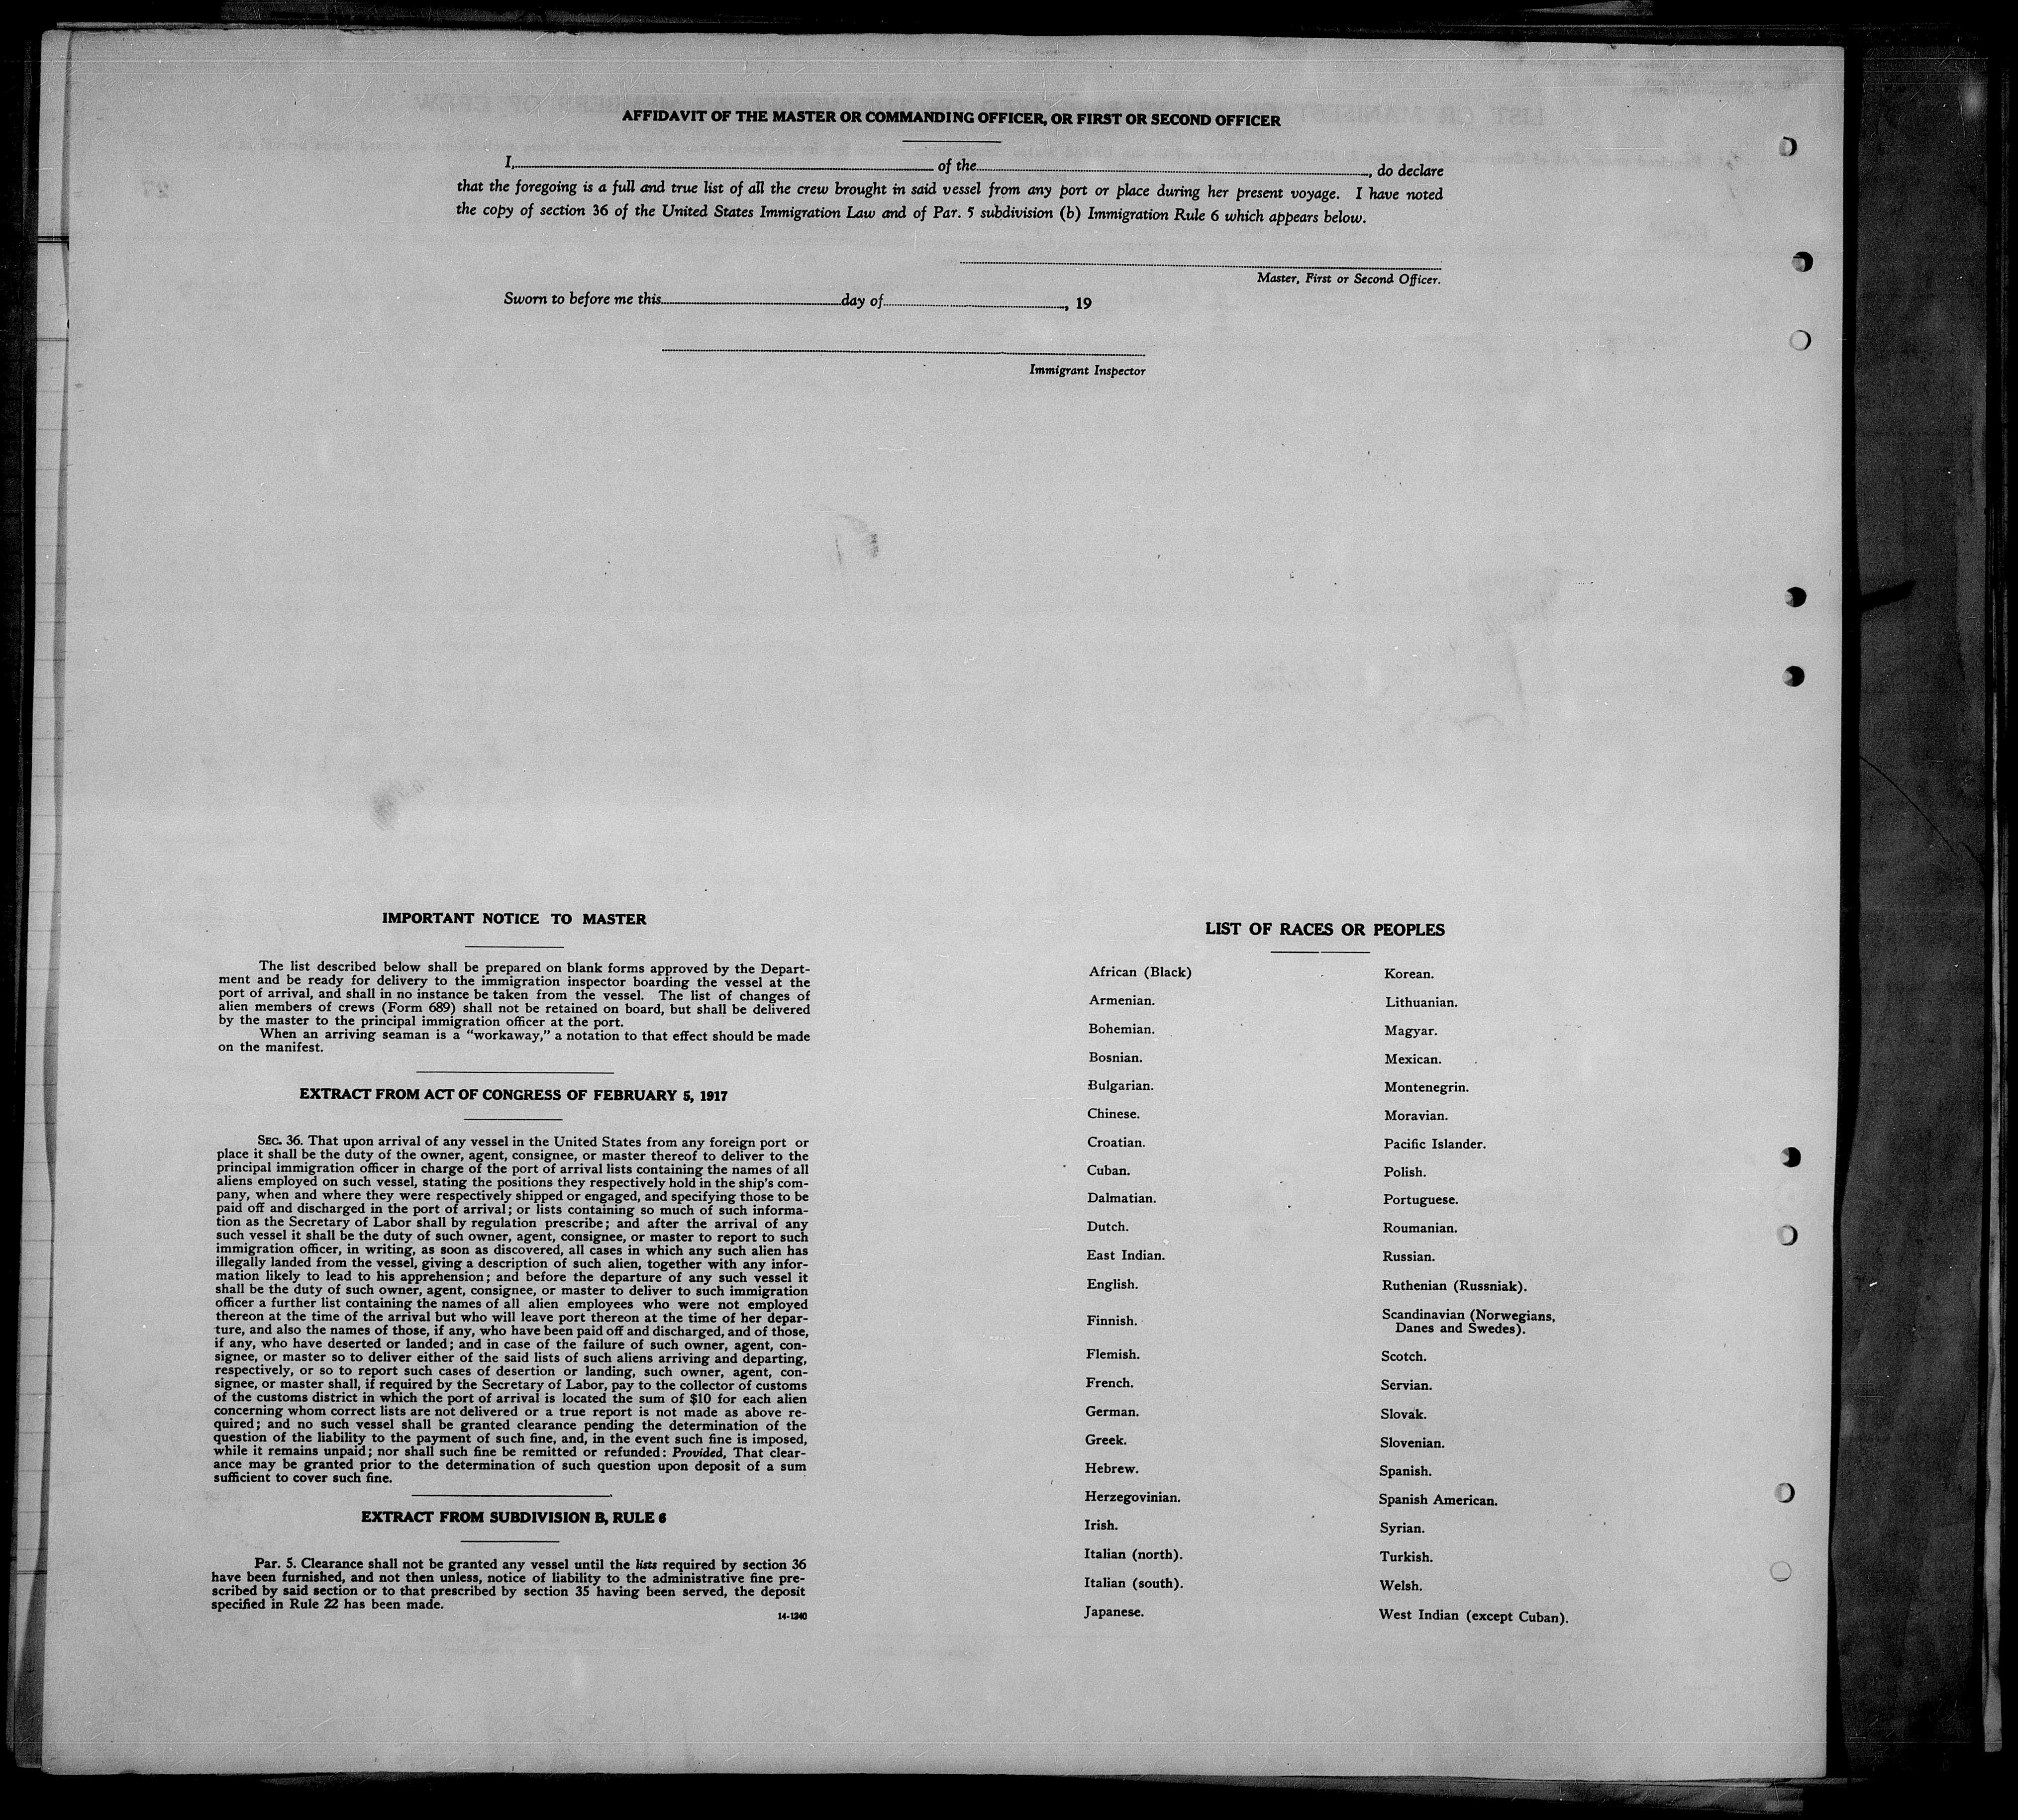 AFFIDAVIT OF THE MASTER OR COMMANDING OFFICER, OR FIRST OR SECOND OFFICER
I, of the , do declare
that the foregoing is a full and true list of all the crew brought in said vessel from any port or place during her present voyage. I have noted
the copy of section 36 of the United States Immigration Law and of Par. 5 subdivision (b) Immigration Rule 6 which appears below.
Master, First or Second Officer.
Sworn to before me this day of , 19
Immigrant Inspector
IMPORTANT NOTICE TO MASTER
The list described below shall be prepared on blank forms approved by the Depart-
ment and be ready for delivery to the immigration inspector boarding the vessel at the
port of arrival, and shall in no instance be taken from the vessel. The list of changes of
alien members of crews (Form 689) shall not be retained on board, but shall be delivered
by the master to the principal immigration officer at the port.
When an arriving seaman is a “workaway,” a notation to that effect should be made
on the manifest.
EXTRACT FROM ACT OF CONGRESS OF FEBRUARY 5, 1917
SEC. 36. That upon arrival of any vessel in the United States from any foreign port or
place it shall be the duty of the owner, agent, consignee, or master thereof to deliver to the
principal immigration officer in charge of the port of arrival lists containing the names of all
aliens employed on such vessel, stating the positions they respectively hold in the ship's com-
pany, when and where they were respectively shipped or engaged, and specifying those to be
paid off and discharged in the port of arrival; or lists containing so much of such informa-
tion as the Secretary of Labor shall by regulation prescribe; and after the arrival of any
such vessel it shall be the duty of such owner, agent, consignee, or master to report to such
immigration officer, in writing, as soon as discovered, all cases in which any such alien has
illegally landed from the vessel, giving a description of such alien, together with any infor-
mation likely to lead to his apprehension; and before the departure of any such vessel it
shall be the duty of such owner, agent, consignee, or master to deliver to such immigration
officer a further list containing the names of all alien employees who were not employed
thereon at the time of the arrival but who will leave port thereon at the time of her depar-
ture, and also the names of those, if any, who have been paid off and discharged, and of those,
if any, who have deserted or landed; and in case of the failure of such owner, agent, con-
signee, or master so to deliver either of the said lists of such aliens arriving and departing,
respectively, or so to report such cases of desertion or landing, such owner, agent, con-
signee, or master shall, if required by the Secretary of Labor, pay to the collector of customs
of the customs district in which the port of arrival is located the sum of $10 for each alien
concerning whom correct lists are not delivered or a true report is not made as above re-
quired; and no such vessel shall be granted clearance pending the determination of the
question of the liability to the payment of such fine, and, in the event such fine is imposed,
while it remains unpaid; nor shall such fine be remitted or refunded: Provided, That clear-
ance may be granted prior to the determination of such question upon deposit of a sum
sufficient to cover such fine.
EXTRACT FROM SUBDIVISION B, RULE 6
Par. 5. Clearance shall not be granted any vessel until the lists required by section 36
have been furnished, and not then unless, notice of liability to the administrative fine pre-
scribed by said section or to that prescribed by section 35 having been served, the deposit
specified in Rule 22 has been made.
14-1240
LIST OF RACES OR PEOPLES
African (Black)
Armenian.
Bohemian.
Bosnian.
Bulgarian.
Chinese.
Croatian.
Cuban.
Dalmatian.
Dutch.
East Indian.
English.
Finnish.
Flemish.
French.
German.
Greek.
Hebrew.
Herzegovinian.
Irish.
Italian (north).
Italian (south).
Japanese.
Korean.
Lithuanian.
Magyar.
Mexican.
Montenegrin.
Moravian.
Pacific Islander.
Polish.
Portuguese.
Roumanian.
Russian.
Ruthenian (Russniak).
Scandinavian (Norwegians,
Danes and Swedes).
Scotch.
Servian.
Slovak.
Slovenian.
Spanish.
Spanish American.
Syrian.
Turkish.
Welsh.
West Indian (except Cuban).